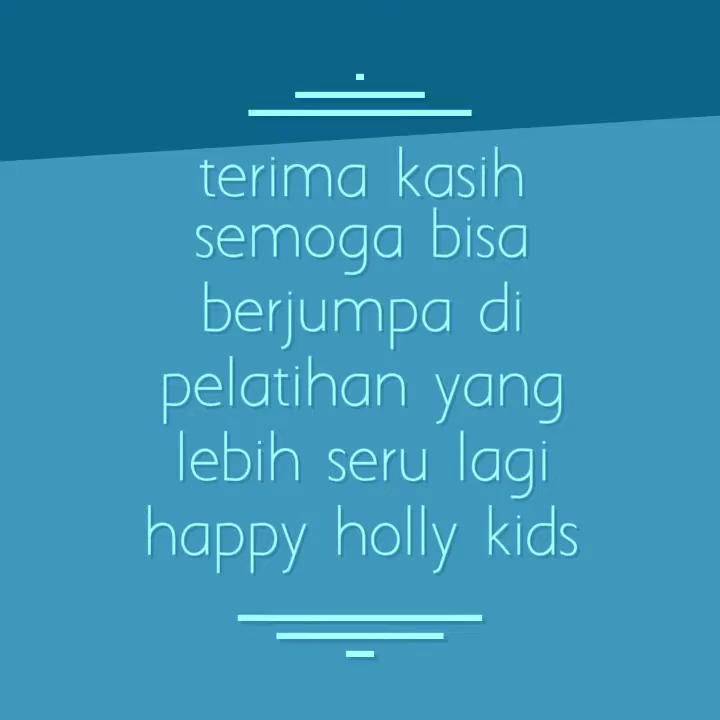 terima kasih
semoga bisa
berjumpa di
pelatihan yang
lebih seru lagi
happy holly kids